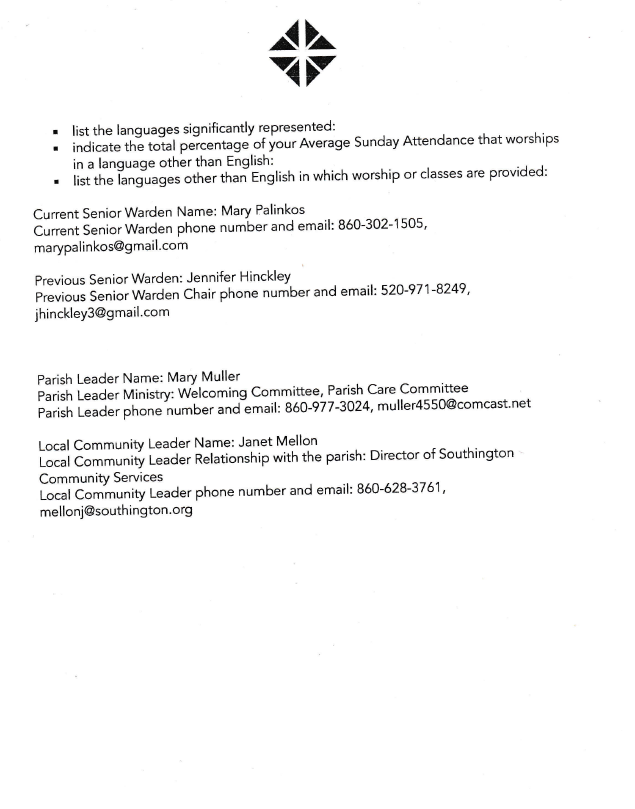 ▪ list the languages significantly represented:
▪ indicate the total percentage of your Average Sunday Attendance that worships
in a language other than English:
▪ list the languages other than English in which worship or classes are provided:
Current Senior Warden Name: Mary Palinkos
Current Senior Warden phone number and email: 860-302-1505,
marypalinkos@gmail.com
Previous Senior Warden: Jennifer Hinckley
Previous Senior Warden Chair phone number and email: 520-971-8249,
jhinckley3@gmail.com
Parish Leader Name: Mary Muller
Parish Leader Ministry: Welcoming Committee, Parish Care Committee
Parish Leader phone number and email: 860-977-3024, muller4550@comcast.net
Local Community Leader Name: Janet Mellon
Local Community Leader Relationship with the parish: Director of Southington
Community Services
Local Community Leader phone number and email: 860-628-3761,
mellonj@southington.org